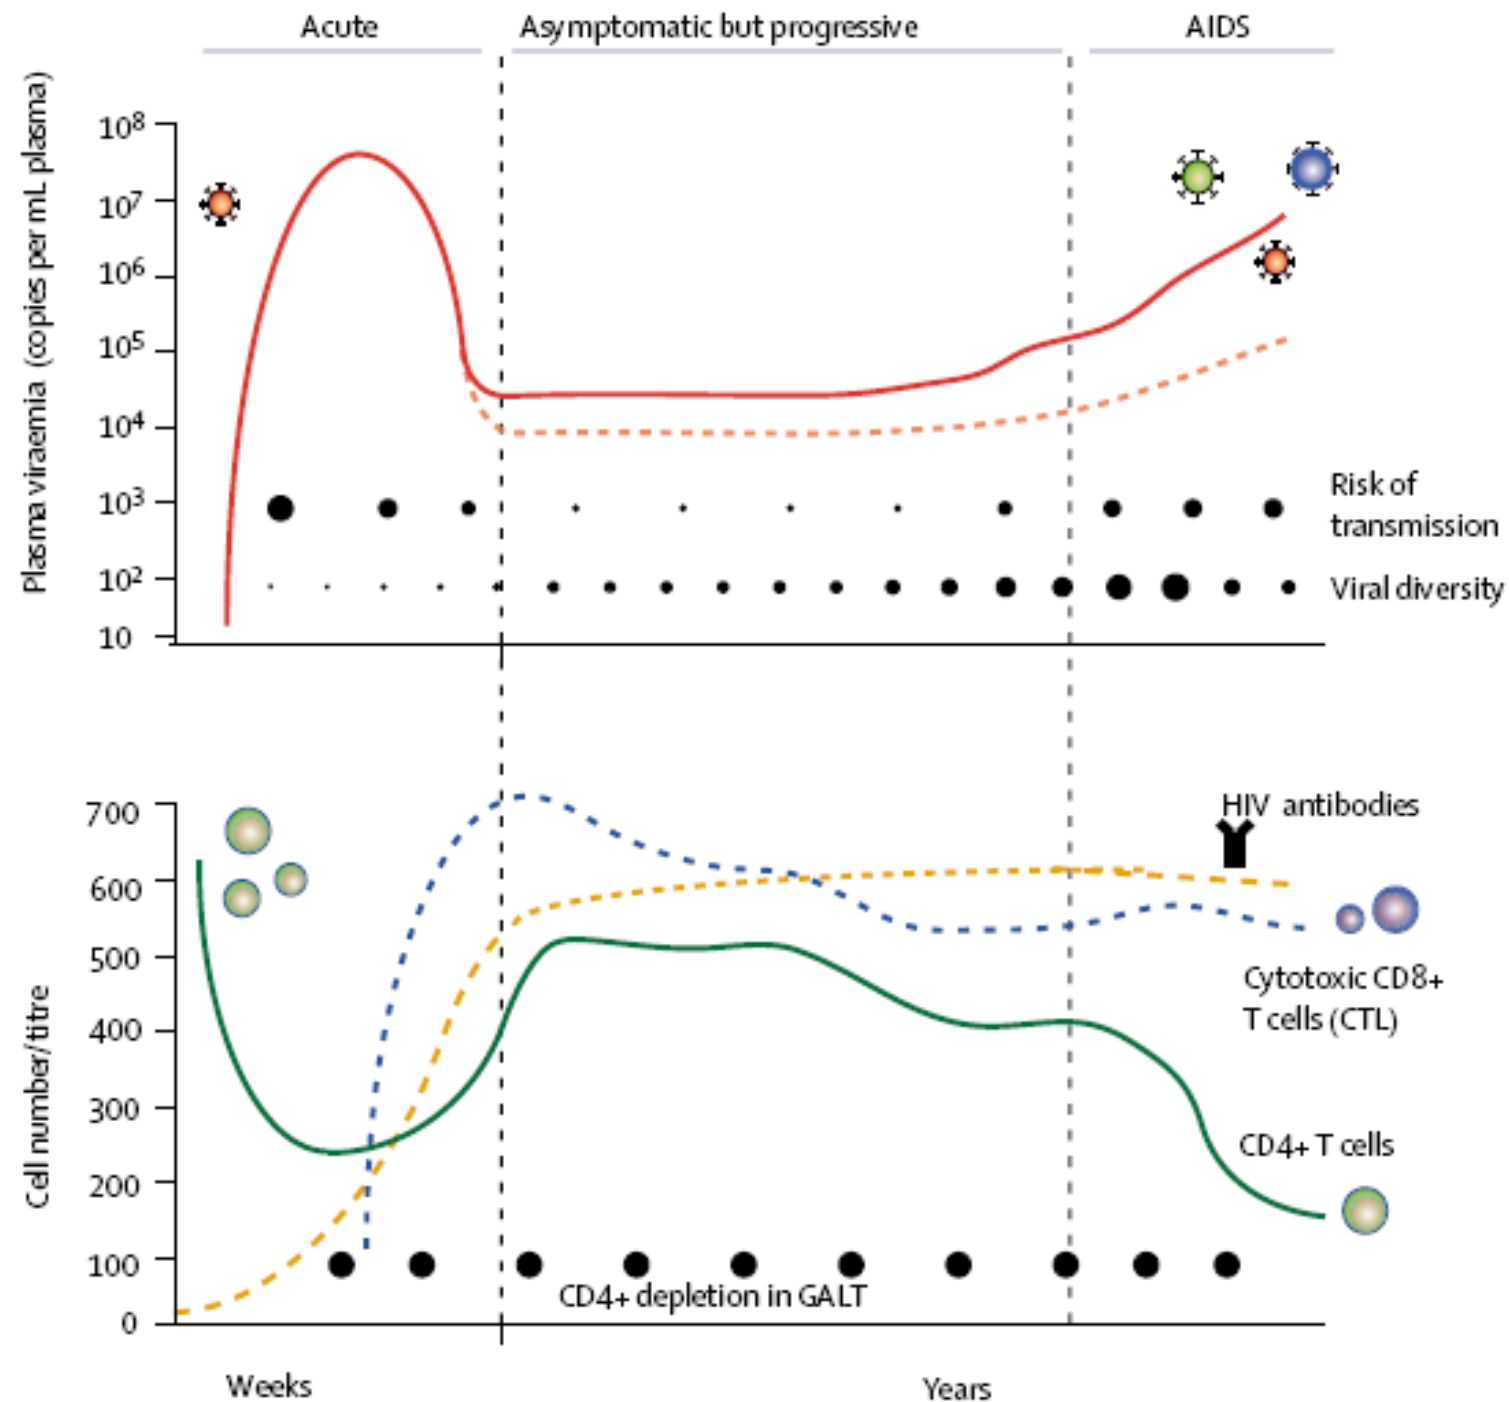 Acute
Asymptomatic but progressive
AIDS
Plasma viraemia (copies per mL plasma)
10⁸
10⁷
10⁶
10⁵
10⁴
10³
10²
10
Risk of
transmission
Viral diversity
Cell number/titre
700
600
500
400
300
200
100
0
HIV antibodies
Cytotoxic CD8+
T cells (CTL)
CD4+ T cells
CD4+ depletion in GALT
Weeks
Years